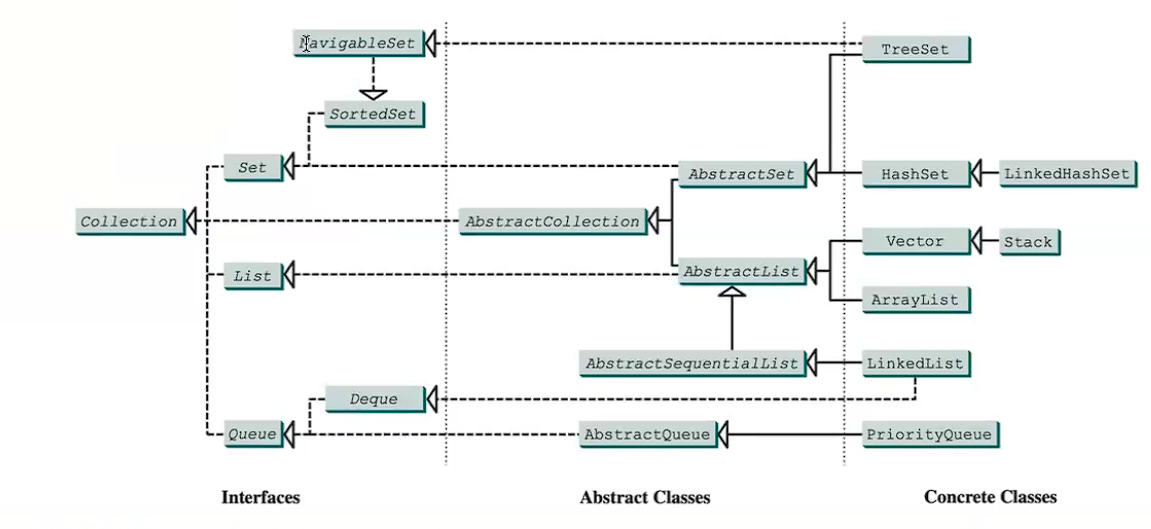 NavigableSet
TreeSet
SortedSet
Set
AbstractSet
HashSet
LinkedHashSet
Collection
AbstractCollection
Vector
Stack
List
AbstractList
ArrayList
AbstractSequentialList
LinkedList
Deque
Queue
AbstractQueue
PriorityQueue
Interfaces
Abstract Classes
Concrete Classes